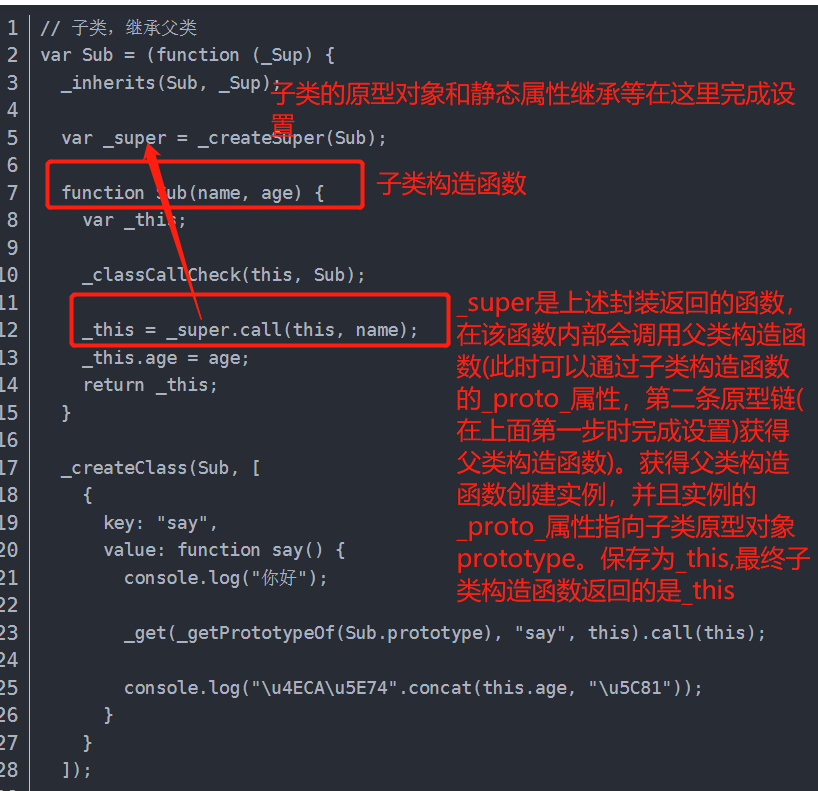 1 // 子类，继承父类
2 var Sub = (function (_Sup) {
3 _inherits(Sub, _Sup);
子类的原型对象和静态属性继承等在这里完成设
置
4
5 var _super = _createSuper(Sub);
6
7 function Sub(name, age) {
子类构造函数
8 var _this;
9
10 _classCallCheck(this, Sub);
11
12 _this = _super.call(this, name);
13 _this.age = age;
14 return _this;
15 }
_super是上述封装返回的函数，
在该函数内部会调用父类构造函
数(此时可以通过子类构造函数
的_proto_属性，第二条原型链(
在上面第一步时完成设置)获得
父类构造函数)。获得父类构造
函数创建实例，并且实例的
_proto_属性指向子类原型对象
prototype。保存为_this,最终子
类构造函数返回的是_this
16
17 _createClass(Sub, [
18 {
19 key: "say",
20 value: function say() {
21 console.log("你好");
22
23 _get(_getPrototypeOf(Sub.prototype), "say", this).call(this);
24
25 console.log("\u4ECA\u5E74".concat(this.age, "\u5C81"));
26 }
27 }
28 ]);